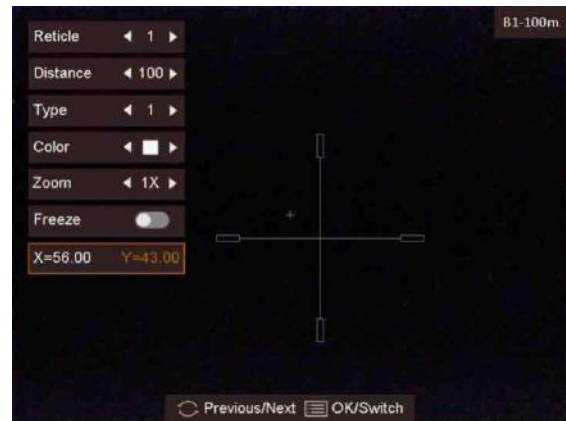 B1-100m
Reticle 1
Distance 100
Type 1
Color
Zoom 1X
Freeze
X=56.00 Y=43.00
Previous/Next OK/Switch